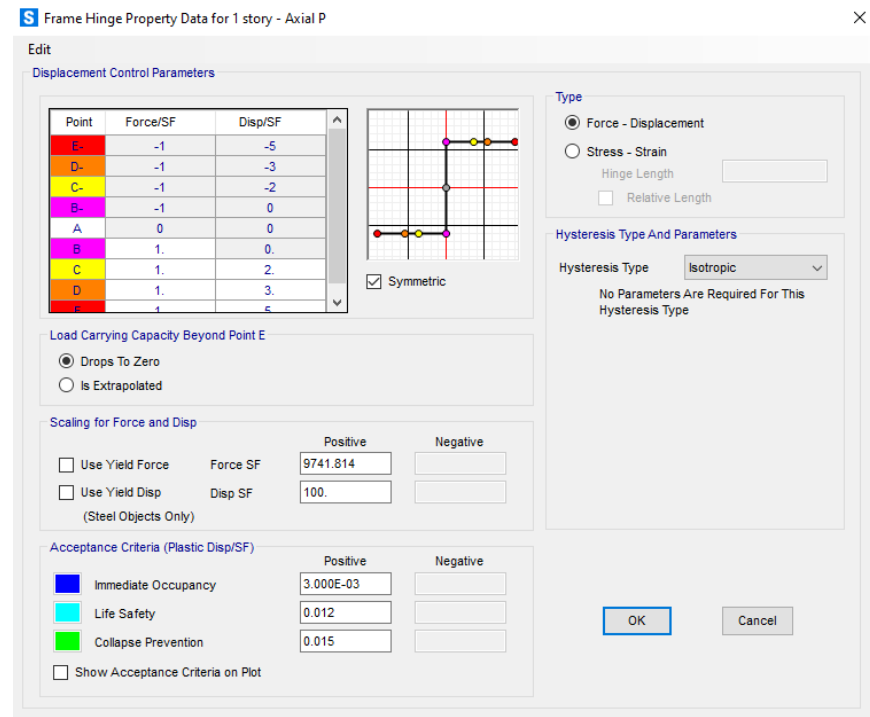 S Frame Hinge Property Data for 1 story - Axial P
Edit
Displacement Control Parameters
Point Force/SF Disp/SF
E- -1 -5
D- -1 -3
C- -1 -2
B- -1 0
A 0 0
B 1. 0.
C 1. 2.
D 1. 3.
Symmetric
Load Carrying Capacity Beyond Point E
Drops To Zero
Is Extrapolated
Scaling for Force and Disp
Positive Negative
Use Yield Force Force SF 9741.814
Use Yield Disp Disp SF 100.
(Steel Objects Only)
Acceptance Criteria (Plastic Disp/SF)
Positive Negative
Immediate Occupancy 3.000E-03
Life Safety 0.012
Collapse Prevention 0.015
Show Acceptance Criteria on Plot
Type
Force - Displacement
Stress - Strain
Hinge Length
Relative Length
Hysteresis Type And Parameters
Hysteresis Type Isotropic
No Parameters Are Required For This
Hysteresis Type
OK Cancel